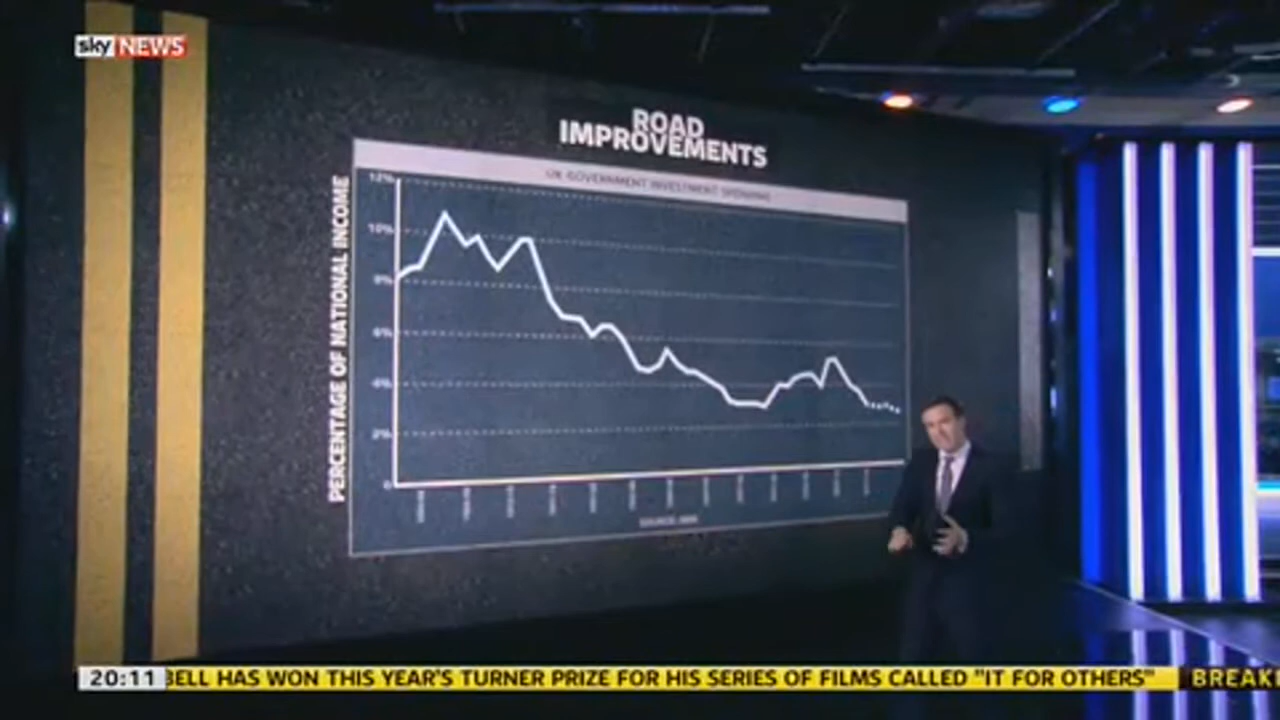 sky NEWS
ROAD
IMPROVEMENTS
UK GOVERNMENT INVESTMENT SPENDING
PERCENTAGE OF NATIONAL INCOME
12%
10%
8%
6%
4%
2%
0
20:11 BELL HAS WON THIS YEAR'S TURNER PRIZE FOR HIS SERIES OF FILMS CALLED "IT FOR OTHERS" BREAKI